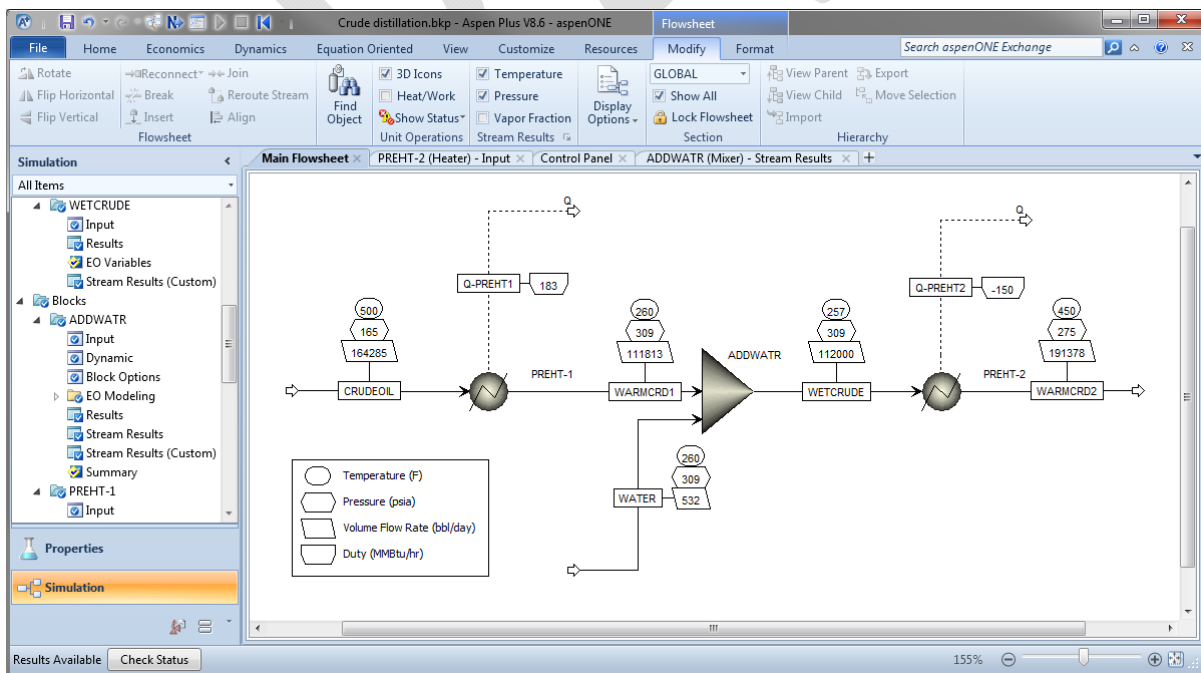 Crude distillation.bkp - Aspen Plus V8.6 - aspenONE
Flowsheet
File Home Economics Dynamics Equation Oriented View Customize Resources Modify Format
Search aspenONE Exchange
Rotate Reconnect Join
Flip Horizontal Break Reroute Stream
Flip Vertical Insert Align
Flowsheet
Find
Object
3D Icons
Heat/Work
Show Status
Unit Operations
Temperature
Pressure
Vapor Fraction
Stream Results
Display
Options
GLOBAL
Show All
Lock Flowsheet
Section
View Parent Export
View Child Move Selection
Import
Hierarchy
Simulation
All Items
WETCRUDE
Input
Results
EO Variables
Stream Results (Custom)
Blocks
ADDWATR
Input
Dynamic
Block Options
EO Modeling
Results
Stream Results
Stream Results (Custom)
Summary
PREHT-1
Input
Properties
Simulation
Main Flowsheet PREHT-2 (Heater) - Input Control Panel ADDWATR (Mixer) - Stream Results
Q
Q
Q-PREHT1 183
Q-PREHT2 -150
500
165
164285
CRUDEOIL
PREHT-1
260
309
111813
WARMCRD1
ADDWATR
257
309
112000
WETCRUDE
PREHT-2
450
275
191378
WARMCRD2
260
309
532
WATER
Temperature (F)
Pressure (psia)
Volume Flow Rate (bbl/day)
Duty (MMBtu/hr)
Results Available Check Status
155%